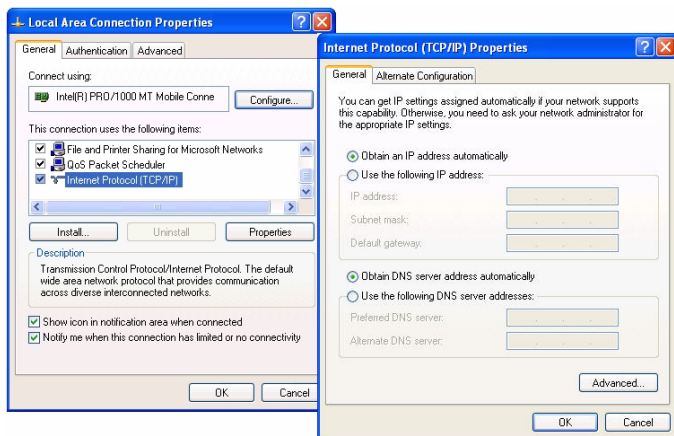 Local Area Connection Properties
General
Authentication
Advanced
Connect using:
Intel(R) PRO/1000 MT Mobile Conne
Configure...
This connection uses the following items:
File and Printer Sharing for Microsoft Networks
QoS Packet Scheduler
Internet Protocol (TCP/IP)
Install...
Uninstall
Properties
Description
Transmission Control Protocol/Internet Protocol. The default
wide area network protocol that provides communication
across diverse interconnected networks.
Show icon in notification area when connected
Notify me when this connection has limited or no connectivity
OK
Cancel
Internet Protocol (TCP/IP) Properties
General
Alternate Configuration
You can get IP settings assigned automatically if your network supports
this capability. Otherwise, you need to ask your network administrator for
the appropriate IP settings.
Obtain an IP address automatically
Use the following IP address:
IP address:
Subnet mask:
Default gateway:
Obtain DNS server address automatically
Use the following DNS server addresses:
Preferred DNS server:
Alternate DNS server:
Advanced...
OK
Cancel